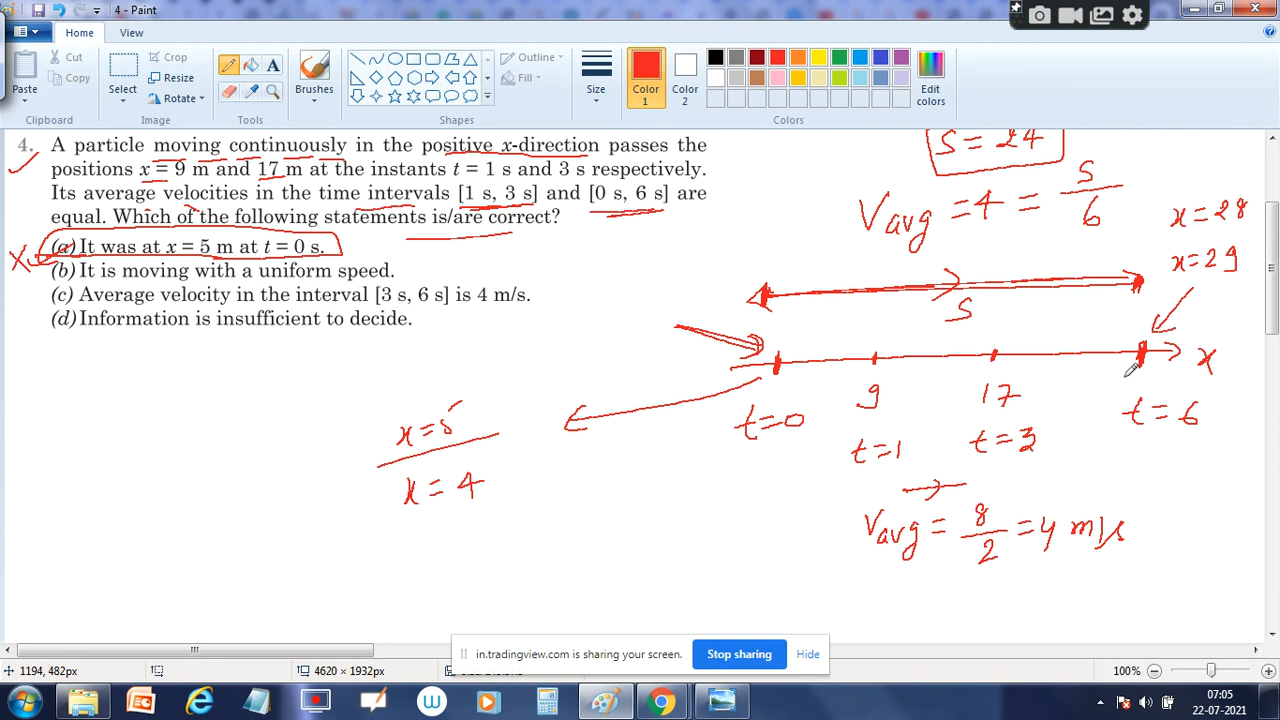 4 - Paint
Home
View
Paste
Cut
Copy
Clipboard
Select
Crop
Resize
Rotate
Image
Tools
Brushes
Outline
Fill
Shapes
Size
Color 1
Color 2
Edit colors
Colors
4. A particle moving continuously in the positive x-direction passes the
positions x = 9 m and 17 m at the instants t = 1 s and 3 s respectively.
Its average velocities in the time intervals [1 s, 3 s] and [0 s, 6 s] are
equal. Which of the following statements is/are correct?
(a) It was at x = 5 m at t = 0 s.
(b) It is moving with a uniform speed.
(c) Average velocity in the interval [3 s, 6 s] is 4 m/s.
(d) Information is insufficient to decide.
S = 24
Vavg = 4 = S/6
x = 28
x = 29
S
x
9
17
t = 0
t = 1
t = 3
t = 6
x = 5
x = 4
Vavg = 8/2 = 4 m/s
in.tradingview.com is sharing your screen.
Stop sharing
Hide
1194, 482px
4620 × 1932px
100%
07:05
22-07-2021